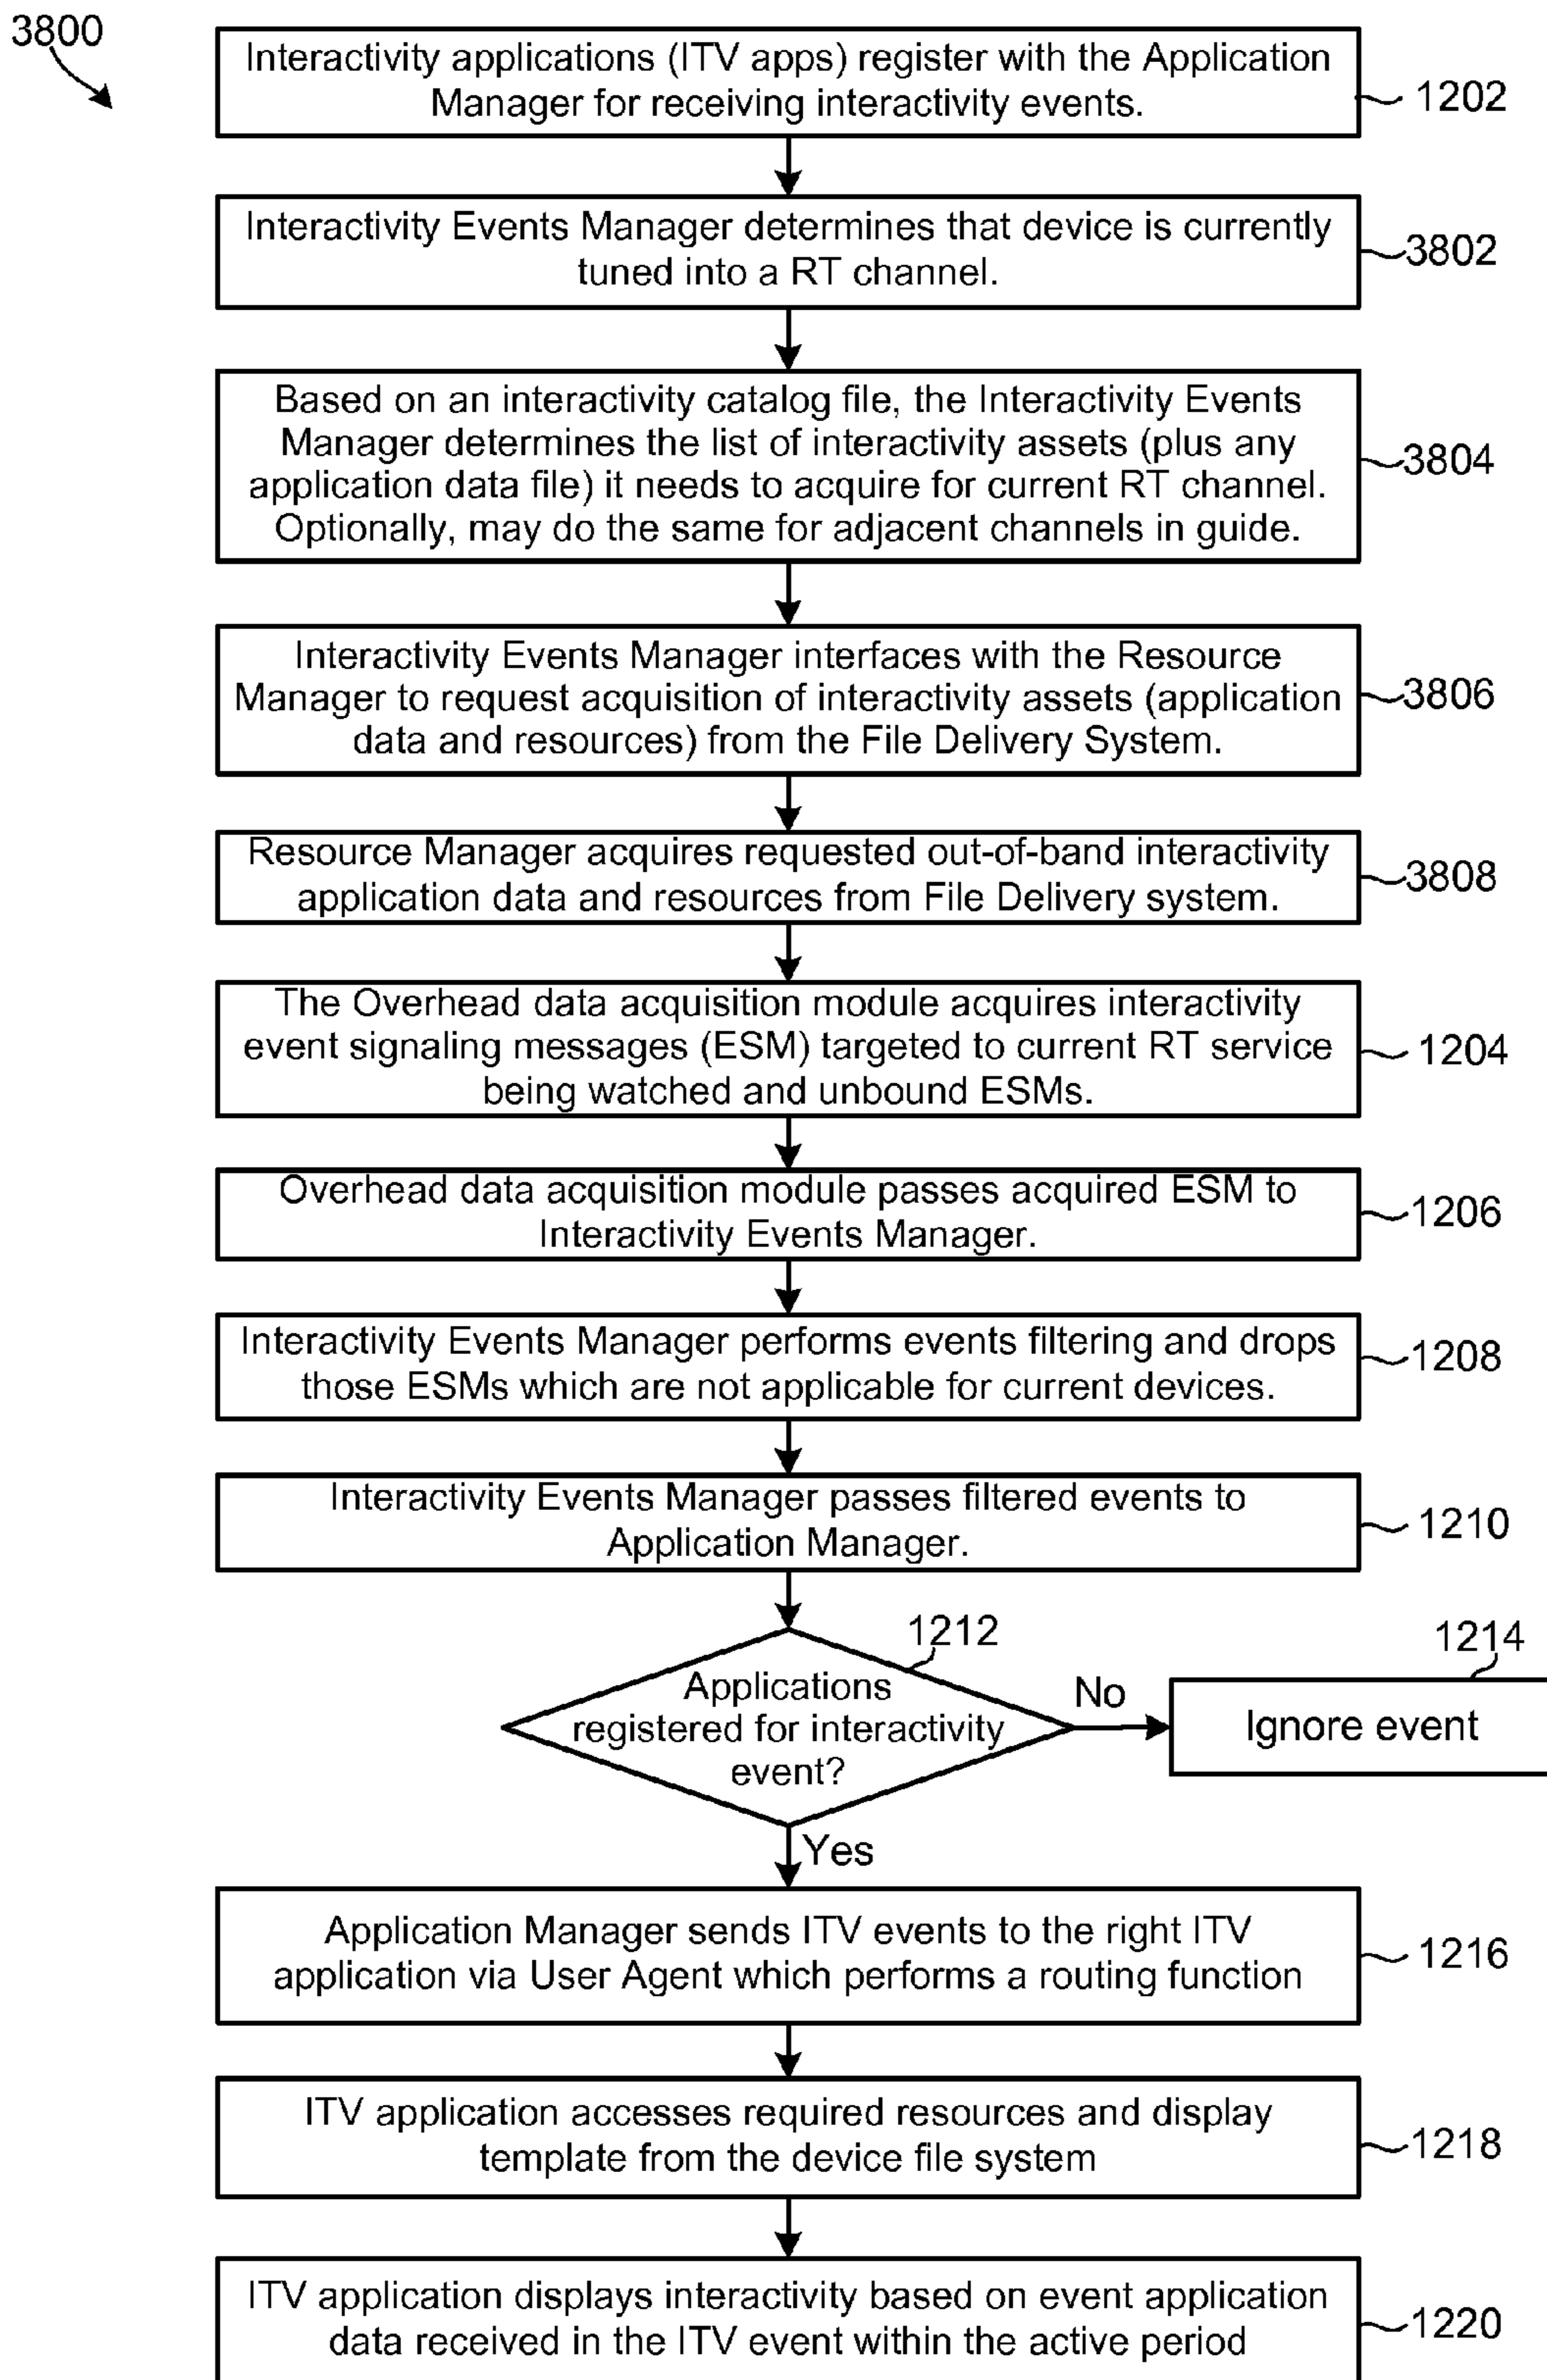 3800
Interactivity applications (ITV apps) register with the Application
Manager for receiving interactivity events.
1202
Interactivity Events Manager determines that device is currently
tuned into a RT channel.
3802
Based on an interactivity catalog file, the Interactivity Events
Manager determines the list of interactivity assets (plus any
application data file) it needs to acquire for current RT channel.
Optionally, may do the same for adjacent channels in guide.
3804
Interactivity Events Manager interfaces with the Resource
Manager to request acquisition of interactivity assets (application
data and resources) from the File Delivery System.
3806
Resource Manager acquires requested out-of-band interactivity
application data and resources from File Delivery system.
3808
The Overhead data acquisition module acquires interactivity
event signaling messages (ESM) targeted to current RT service
being watched and unbound ESMs.
1204
Overhead data acquisition module passes acquired ESM to
Interactivity Events Manager.
1206
Interactivity Events Manager performs events filtering and drops
those ESMs which are not applicable for current devices.
1208
Interactivity Events Manager passes filtered events to
Application Manager.
1210
1212
Applications
registered for interactivity
event?
No
1214
Ignore event
Yes
Application Manager sends ITV events to the right ITV
application via User Agent which performs a routing function
1216
ITV application accesses required resources and display
template from the device file system
1218
ITV application displays interactivity based on event application
data received in the ITV event within the active period
1220